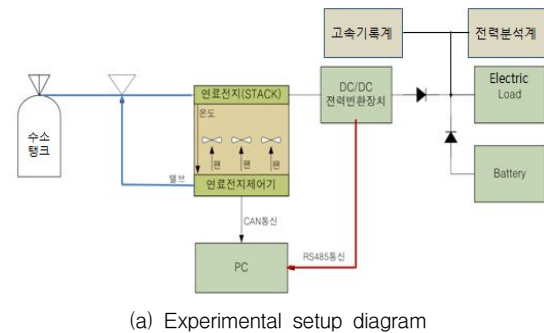 고속기록계
전력분석계
연료전지(STACK)
DC/DC
전력변환장치
Electric
Load
온도
수소
탱크
팬
팬
팬
밸브
연료전지제어기
Battery
CAN통신
RS485통신
PC
(a) Experimental setup diagram